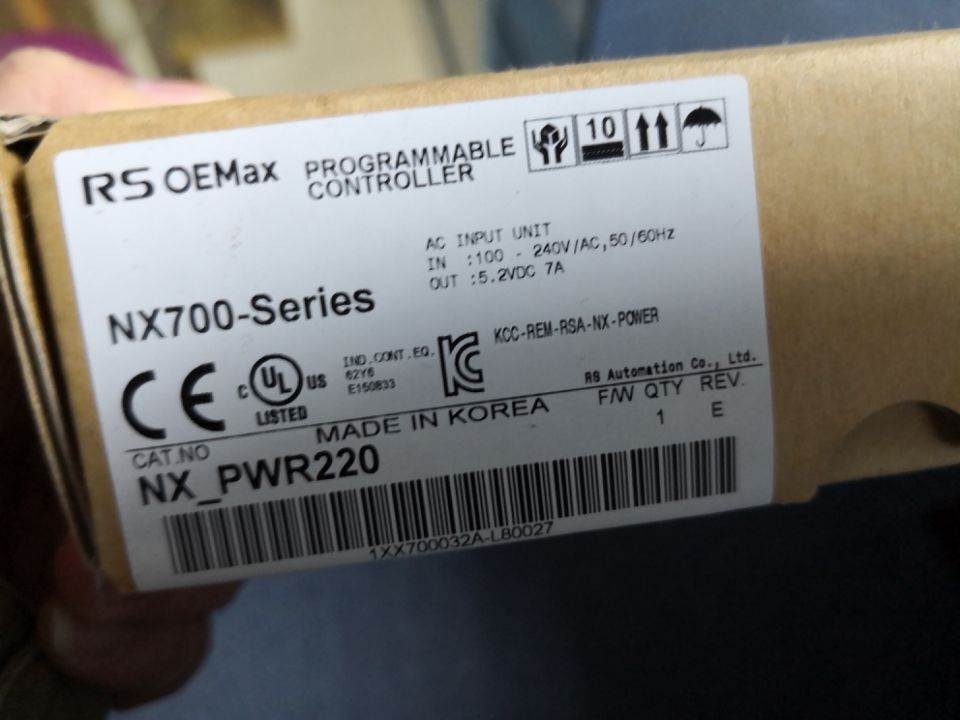 RS OEMax
PROGRAMMABLE
CONTROLLER
10
AC INPUT UNIT
IN :100 - 240V/AC,50/60Hz
OUT :5.2VDC 7A
NX700-Series
CE
C UL US
LISTED
IND.CONT.EQ.
62Y6
E150833
KCC-REM-RSA-NX-POWER
RS Automation Co., Ltd.
MADE IN KOREA
F/W QTY REV.
1 E
CAT.NO
NX_PWR220
1XX700032A-LB0027